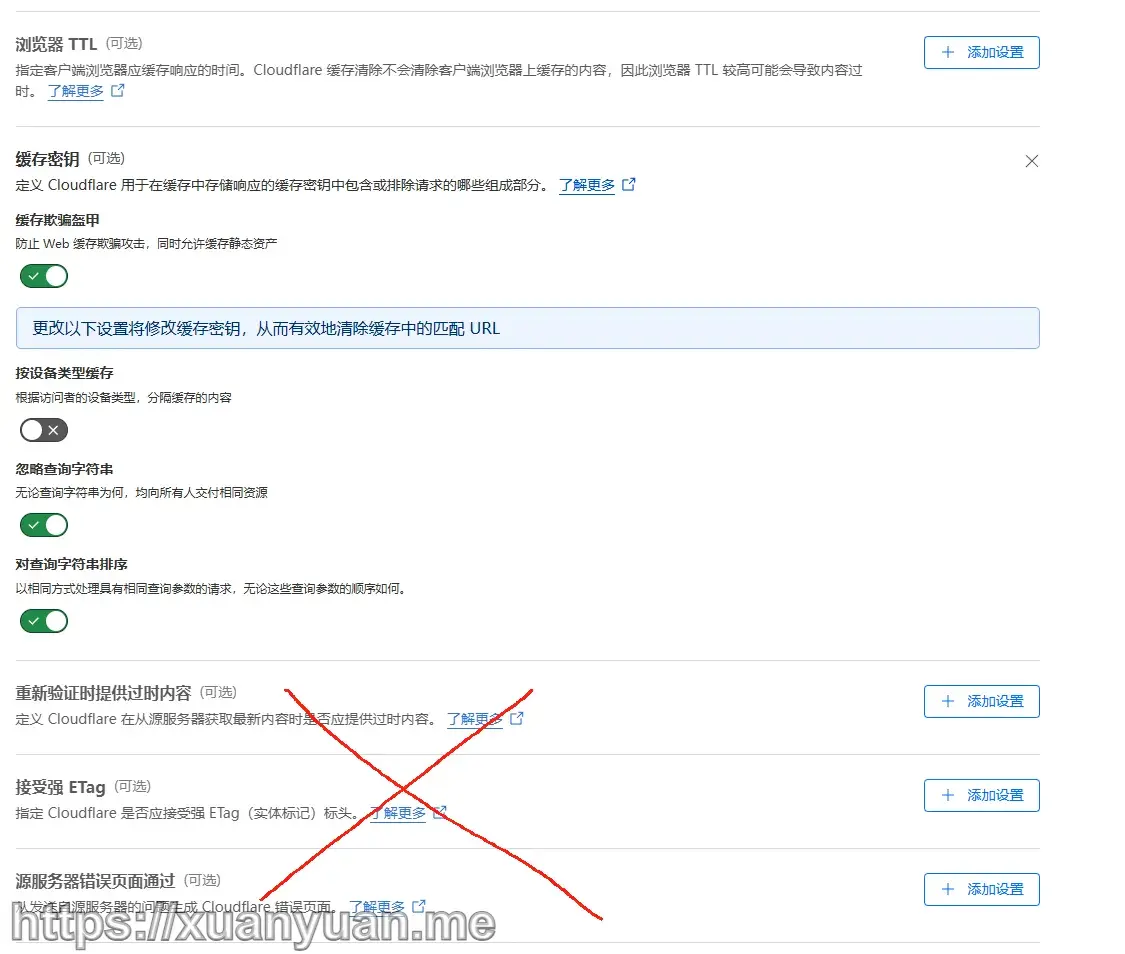 浏览器 TTL (可选)
添加设置
指定客户端浏览器应缓存响应的时间。Cloudflare 缓存清除不会清除客户端浏览器上缓存的内容，因此浏览器 TTL 较高可能会导致内容过
时。 了解更多
缓存密钥 (可选)
定义 Cloudflare 用于在缓存中存储响应的缓存密钥中包含或排除请求的哪些组成部分。 了解更多
缓存欺骗盔甲
防止 Web 缓存欺骗攻击，同时允许缓存静态资产
更改以下设置将修改缓存密钥，从而有效地清除缓存中的匹配 URL
按设备类型缓存
根据访问者的设备类型，分隔缓存的内容
忽略查询字符串
无论查询字符串为何，均向所有人交付相同资源
对查询字符串排序
以相同方式处理具有相同查询参数的请求，无论这些查询参数的顺序如何。
重新验证时提供过时内容 (可选)
添加设置
定义 Cloudflare 在从源服务器获取最新内容时是否应提供过时内容。 了解更多
接受强 ETag (可选)
添加设置
指定 Cloudflare 是否应接受强 ETag（实体标记）标头。 了解更多
源服务器错误页面通过 (可选)
添加设置
从发送自源服务器的问题生成 Cloudflare 错误页面。 了解更多
https://xuanyuan.me